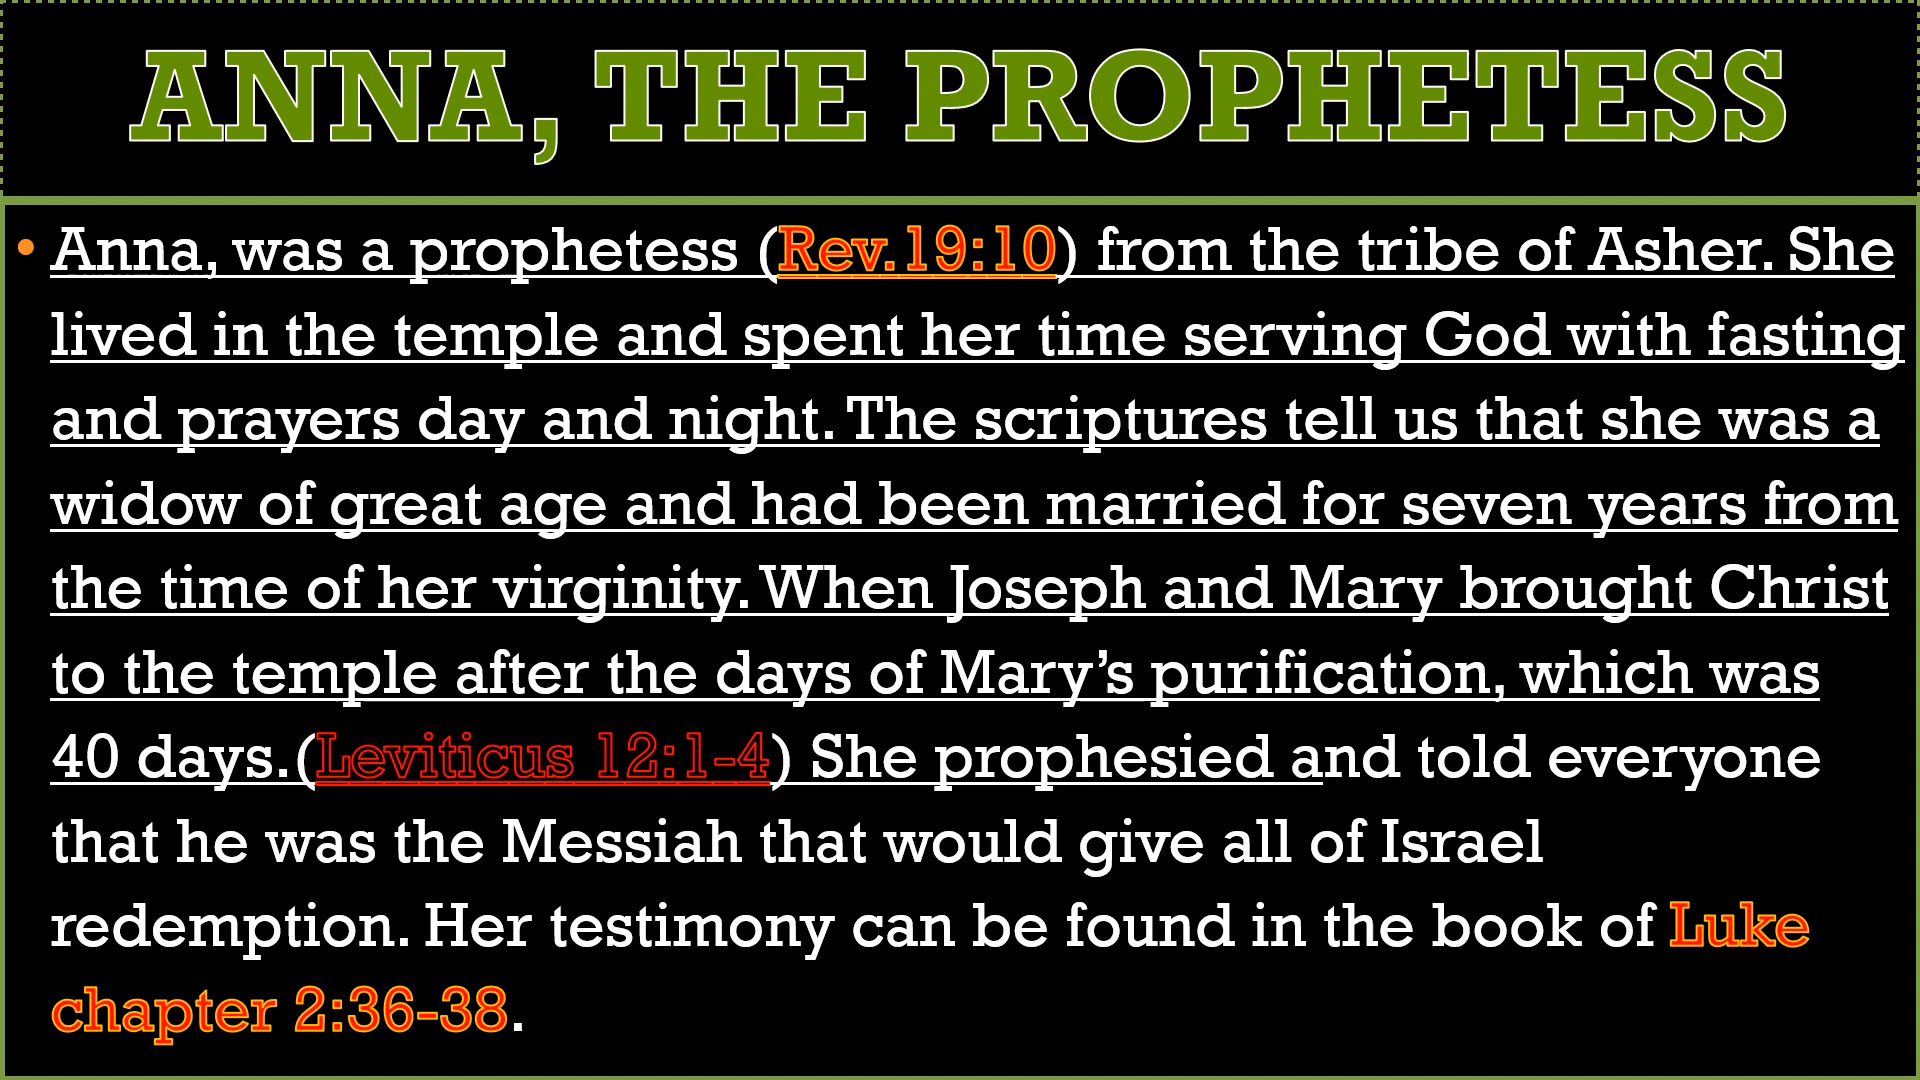 ANNA, THE PROPHETESS
• Anna, was a prophetess (Rev.19:10) from the tribe of Asher. She
lived in the temple and spent her time serving God with fasting
and prayers day and night. The scriptures tell us that she was a
widow of great age and had been married for seven years from
the time of her virginity. When Joseph and Mary brought Christ
to the temple after the days of Mary’s purification, which was
40 days.(Leviticus 12:1-4) She prophesied and told everyone
that he was the Messiah that would give all of Israel
redemption. Her testimony can be found in the book of Luke
chapter 2:36-38.